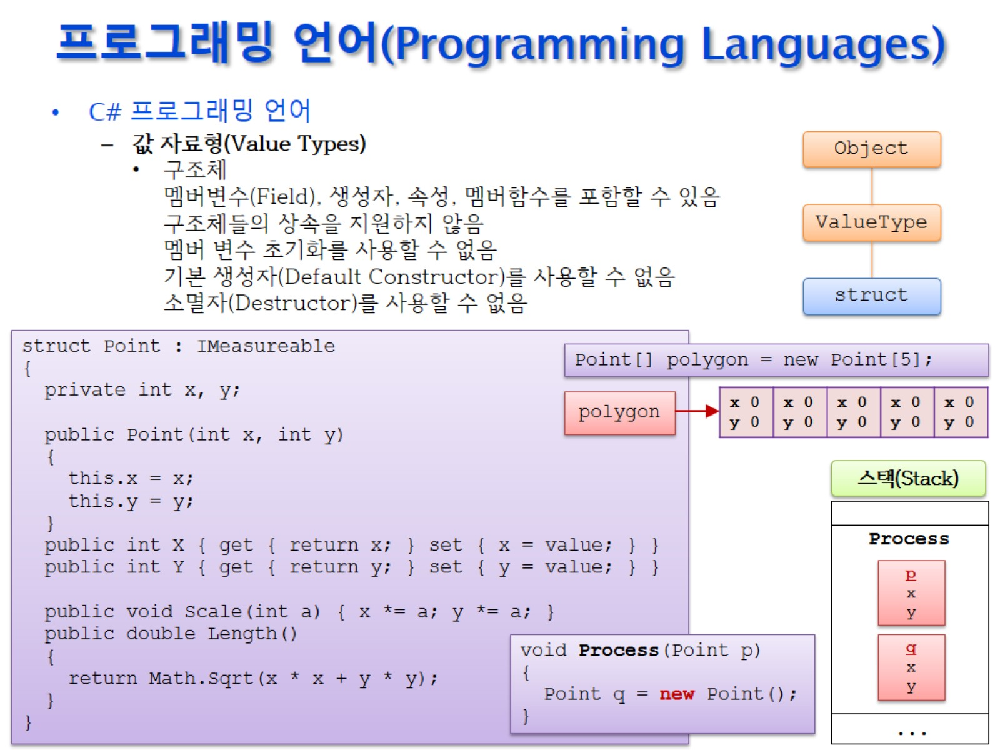 프로그래밍 언어(Programming Languages)
• C# 프로그래밍 언어
– 값 자료형(Value Types)
• 구조체
멤버변수(Field), 생성자, 속성, 멤버함수를 포함할 수 있음
구조체들의 상속을 지원하지 않음
멤버 변수 초기화를 사용할 수 없음
기본 생성자(Default Constructor)를 사용할 수 없음
소멸자(Destructor)를 사용할 수 없음
Object
ValueType
struct
struct Point : IMeasureable
{
private int x, y;
public Point(int x, int y)
{
this.x = x;
this.y = y;
}
public int X { get { return x; } set { x = value; } }
public int Y { get { return y; } set { y = value; } }
public void Scale(int a) { x *= a; y *= a; }
public double Length()
{
return Math.Sqrt(x * x + y * y);
}
}
Point[] polygon = new Point[5];
polygon
x 0 x 0 x 0 x 0 x 0
y 0 y 0 y 0 y 0 y 0
void Process(Point p)
{
Point q = new Point();
}
스택(Stack)
Process
p
x
y
q
x
y
...